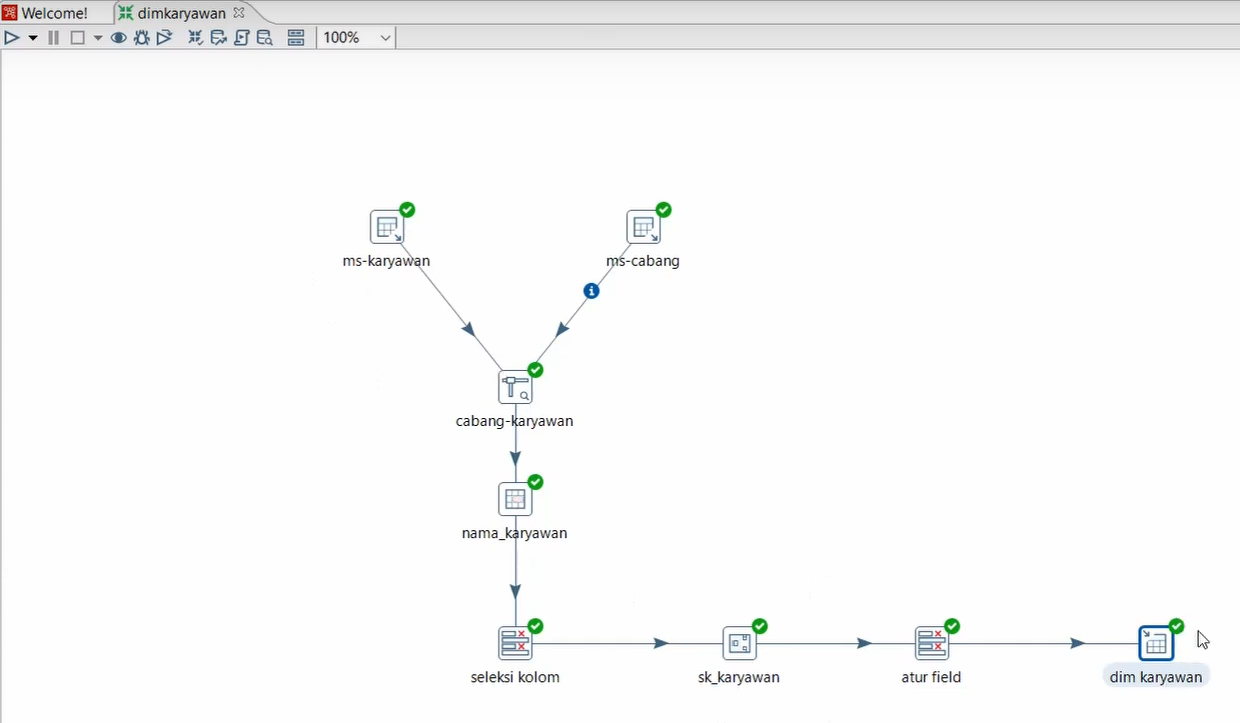 Welcome!
dimkaryawan
100%
ms-karyawan
ms-cabang
cabang-karyawan
nama_karyawan
seleksi kolom
sk_karyawan
atur field
dim karyawan